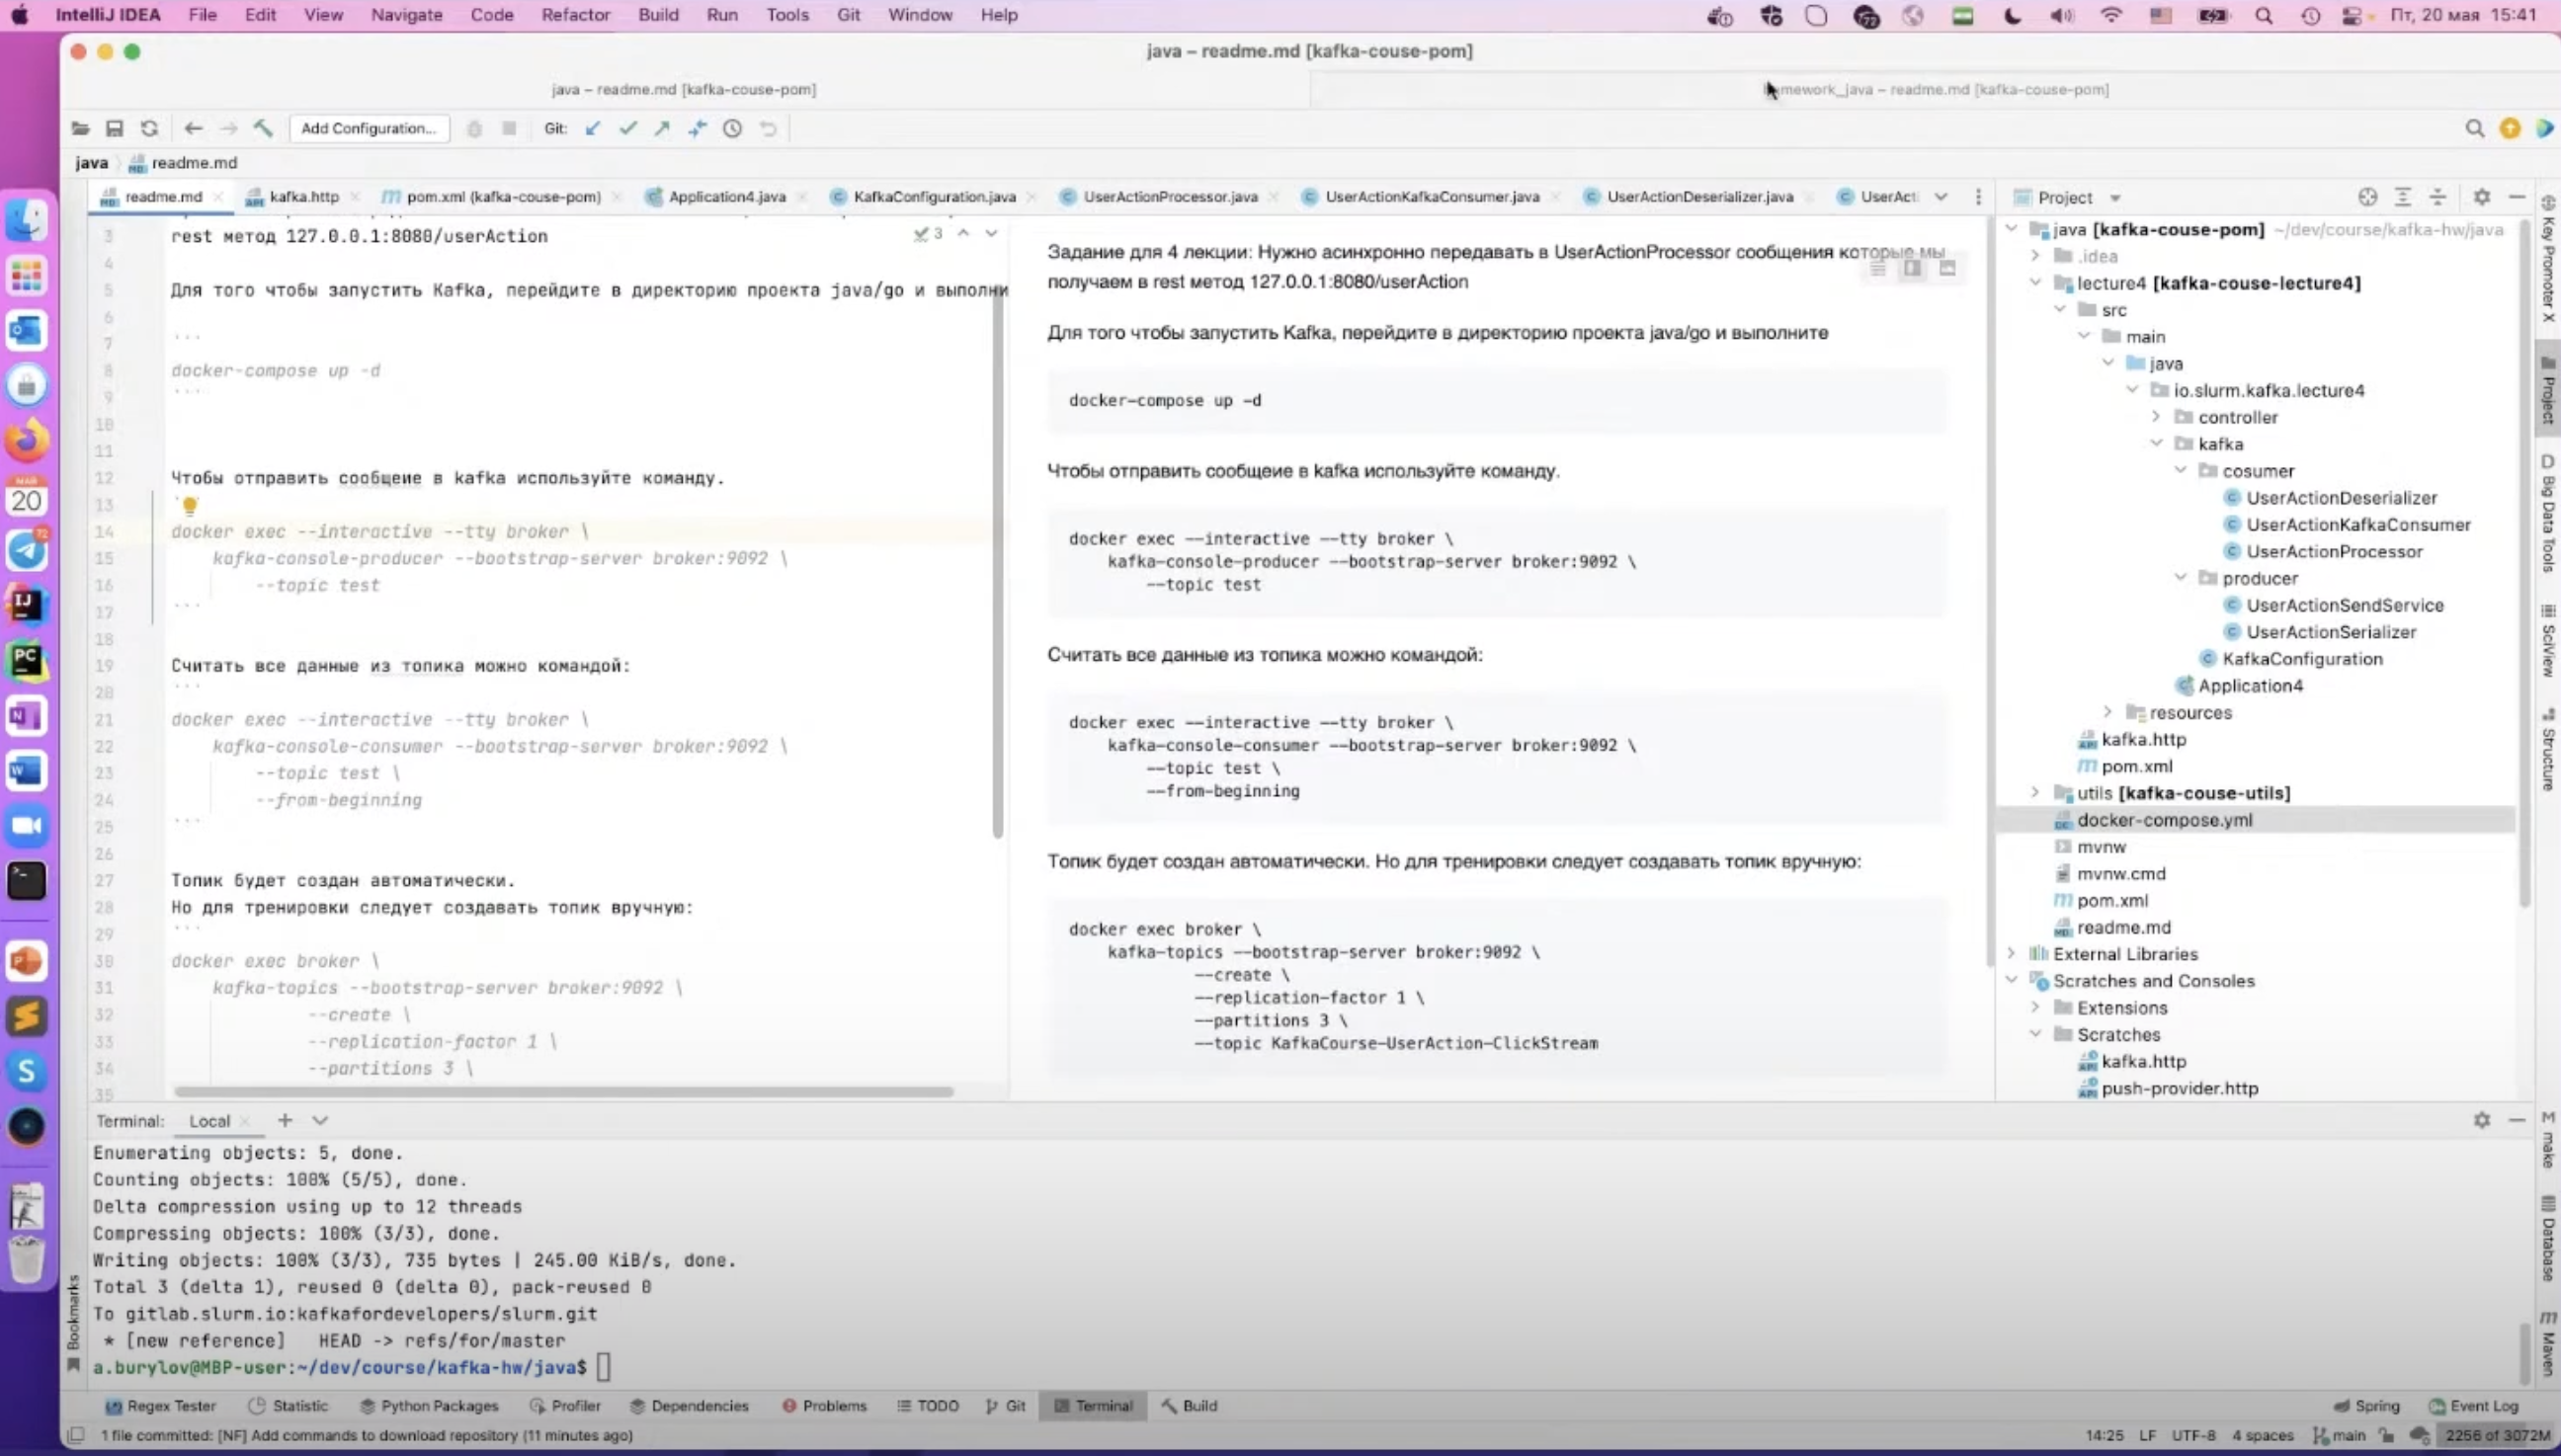 IntelliJ IDEA File Edit View Navigate Code Refactor Build Run Tools Git Window Help Пт, 20 мая 15:41
java – readme.md [kafka-couse-pom]
java – readme.md [kafka-couse-pom]
mework_java – readme.md [kafka-couse-pom]
Add Configuration... Git:
java readme.md
readme.md kafka.http pom.xml (kafka-couse-pom) Application4.java KafkaConfiguration.java UserActionProcessor.java UserActionKafkaConsumer.java UserActionDeserializer.java UserActi
3 rest метод 127.0.0.1:8080/userAction
3
4
5 Для того чтобы запустить Kafka, перейдите в директорию проекта java/go и выполни
6
7 ```
8 docker-compose up -d
9 ```
10
11
12 Чтобы отправить сообщеие в kafka используйте команду.
13
14 docker exec --interactive --tty broker \
15 kafka-console-producer --bootstrap-server broker:9092 \
16 --topic test
17 ```
18
19 Считать все данные из топика можно командой:
20 ```
21 docker exec --interactive --tty broker \
22 kafka-console-consumer --bootstrap-server broker:9092 \
23 --topic test \
24 --from-beginning
25 ```
26
27 Топик будет создан автоматически.
28 Но для тренировки следует создавать топик вручную:
29 ```
30 docker exec broker \
31 kafka-topics --bootstrap-server broker:9092 \
32 --create \
33 --replication-factor 1 \
34 --partitions 3 \
35
Задание для 4 лекции: Нужно асинхронно передавать в UserActionProcessor сообщения которые мы
получаем в rest метод 127.0.0.1:8080/userAction
Для того чтобы запустить Kafka, перейдите в директорию проекта java/go и выполните
docker-compose up -d
Чтобы отправить сообщеие в kafka используйте команду.
docker exec --interactive --tty broker \
kafka-console-producer --bootstrap-server broker:9092 \
--topic test
Считать все данные из топика можно командой:
docker exec --interactive --tty broker \
kafka-console-consumer --bootstrap-server broker:9092 \
--topic test \
--from-beginning
Топик будет создан автоматически. Но для тренировки следует создавать топик вручную:
docker exec broker \
kafka-topics --bootstrap-server broker:9092 \
--create \
--replication-factor 1 \
--partitions 3 \
--topic KafkaCourse-UserAction-ClickStream
Project
java [kafka-couse-pom] ~/dev/course/kafka-hw/java
.idea
lecture4 [kafka-couse-lecture4]
src
main
java
io.slurm.kafka.lecture4
controller
kafka
cosumer
UserActionDeserializer
UserActionKafkaConsumer
UserActionProcessor
producer
UserActionSendService
UserActionSerializer
KafkaConfiguration
Application4
resources
kafka.http
pom.xml
utils [kafka-couse-utils]
docker-compose.yml
mvnw
mvnw.cmd
pom.xml
readme.md
External Libraries
Scratches and Consoles
Extensions
Scratches
kafka.http
push-provider.http
Key Promoter X
Project
Big Data Tools
SciView
Structure
make
Database
Maven
Terminal: Local
Enumerating objects: 5, done.
Counting objects: 100% (5/5), done.
Delta compression using up to 12 threads
Compressing objects: 100% (3/3), done.
Writing objects: 100% (3/3), 735 bytes | 245.00 KiB/s, done.
Total 3 (delta 1), reused 0 (delta 0), pack-reused 0
To gitlab.slurm.io:kafkafordevelopers/slurm.git
* [new reference] HEAD -> refs/for/master
a.burylov@MBP-user:~/dev/course/kafka-hw/java$
Bookmarks
Regex Tester Statistic Python Packages Profiler Dependencies Problems TODO Git Terminal Build Spring Event Log
1 file committed: [NF] Add commands to download repository (11 minutes ago) 14:25 LF UTF-8 4 spaces main 2256 of 3072M